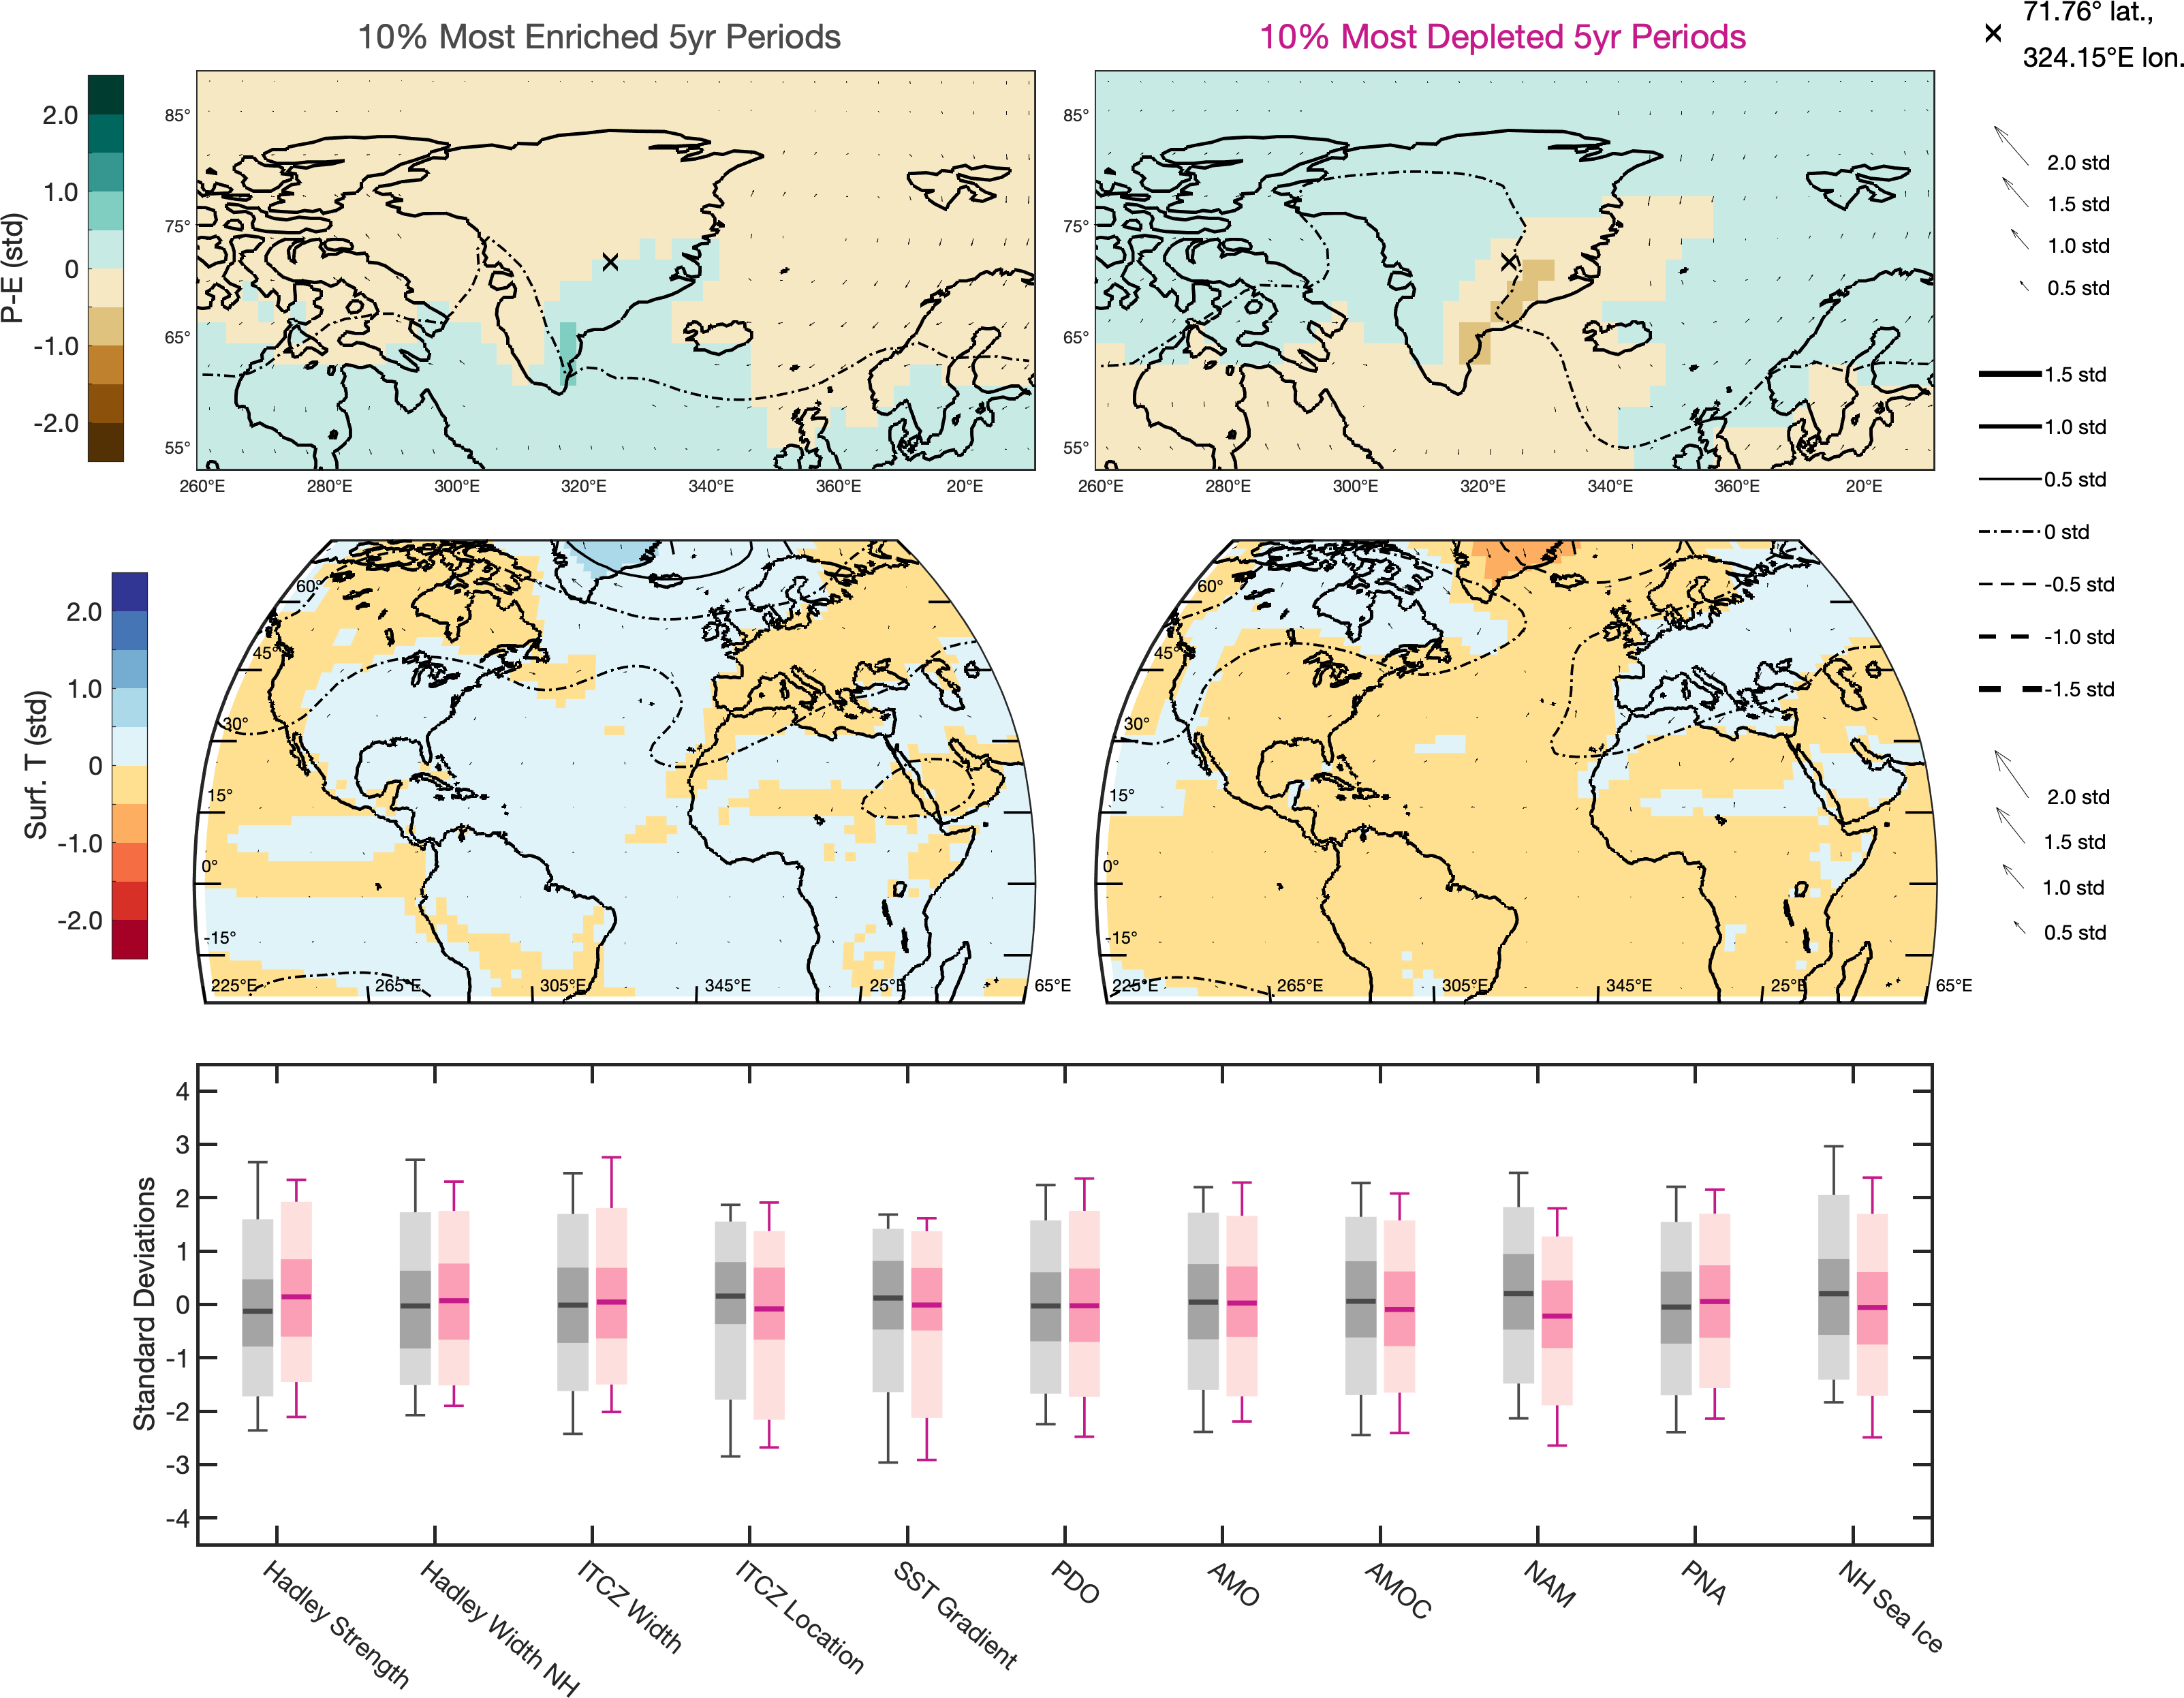 10% Most Enriched 5yr Periods
10% Most Depleted 5yr Periods
71.76° lat.,
324.15°E lon.
P-E (std)
2.0
1.0
0
-1.0
-2.0
85°
75°
65°
55°
260°E 280°E 300°E 320°E 340°E 360°E 20°E
85°
75°
65°
55°
260°E 280°E 300°E 320°E 340°E 360°E 20°E
2.0 std
1.5 std
1.0 std
0.5 std
1.5 std
1.0 std
0.5 std
0 std
-0.5 std
-1.0 std
-1.5 std
Surf. T (std)
2.0
1.0
0
-1.0
-2.0
60°
45°
30°
15°
0°
-15°
225°E 265°E 305°E 345°E 25°E 65°E
60°
45°
30°
15°
0°
-15°
225°E 265°E 305°E 345°E 25°E 65°E
2.0 std
1.5 std
1.0 std
0.5 std
Standard Deviations
4
3
2
1
0
-1
-2
-3
-4
Hadley Strength
Hadley Width NH
ITCZ Width
ITCZ Location
SST Gradient
PDO
AMO
AMOC
NAM
PNA
NH Sea Ice